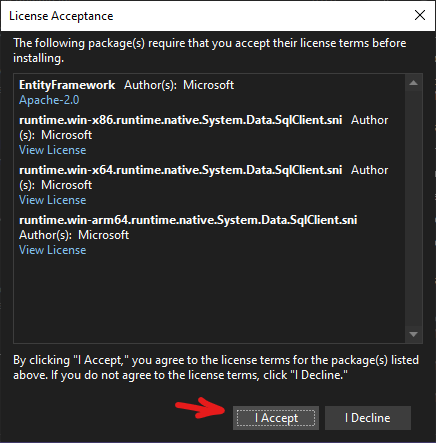 License Acceptance
The following package(s) require that you accept their license terms before
installing.
EntityFramework Author(s): Microsoft
Apache-2.0
runtime.win-x86.runtime.native.System.Data.SqlClient.sni Author
(s): Microsoft
View License
runtime.win-x64.runtime.native.System.Data.SqlClient.sni Author
(s): Microsoft
View License
runtime.win-arm64.runtime.native.System.Data.SqlClient.sni
Author(s): Microsoft
View License
By clicking "I Accept," you agree to the license terms for the package(s) listed
above. If you do not agree to the license terms, click "I Decline."
I Accept I Decline